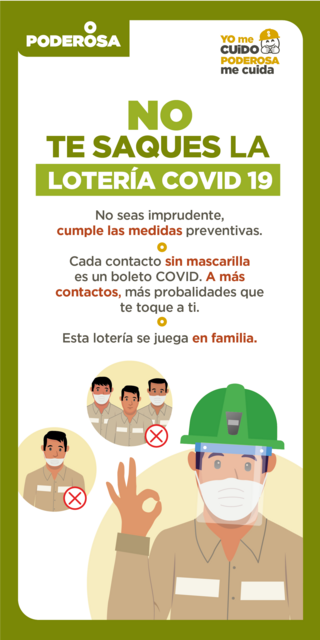 PODEROSA
YO me
CUIDO
PODEROSA
me cuida
NO
TE SAQUES LA
LOTERÍA COVID 19
No seas imprudente,
cumple las medidas preventivas.
Cada contacto sin mascarilla
es un boleto COVID. A más
contactos, más probalidades que
te toque a ti.
Esta lotería se juega en familia.